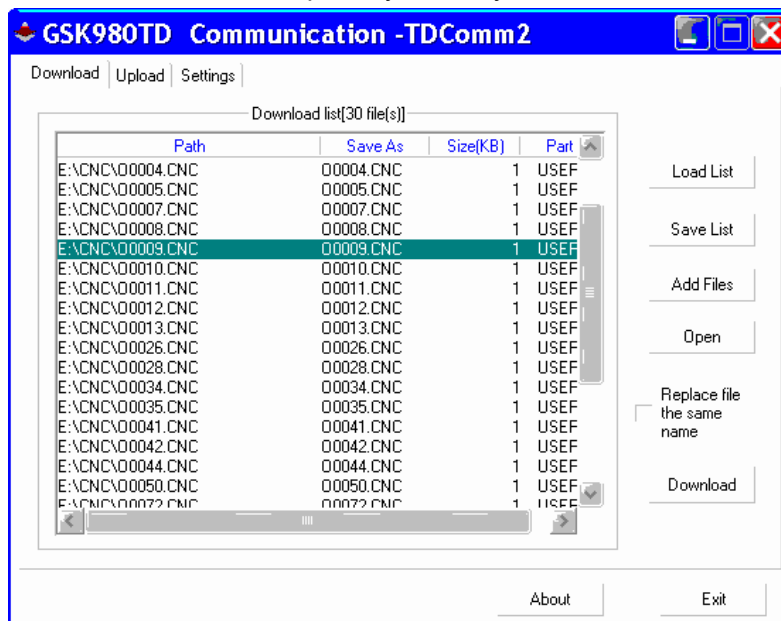 GSK980TD Communication -TDComm2
Download Upload Settings
Download list[30 file(s)]
Path Save As Size(KB) Part
E:\CNC\O0004.CNC O0004.CNC 1 USEF
E:\CNC\O0005.CNC O0005.CNC 1 USEF
E:\CNC\O0007.CNC O0007.CNC 1 USEF
E:\CNC\O0008.CNC O0008.CNC 1 USEF
E:\CNC\O0009.CNC O0009.CNC 1 USEF
E:\CNC\O0010.CNC O0010.CNC 1 USEF
E:\CNC\O0011.CNC O0011.CNC 1 USEF
E:\CNC\O0012.CNC O0012.CNC 1 USEF
E:\CNC\O0013.CNC O0013.CNC 1 USEF
E:\CNC\O0026.CNC O0026.CNC 1 USEF
E:\CNC\O0028.CNC O0028.CNC 1 USEF
E:\CNC\O0034.CNC O0034.CNC 1 USEF
E:\CNC\O0035.CNC O0035.CNC 1 USEF
E:\CNC\O0041.CNC O0041.CNC 1 USEF
E:\CNC\O0042.CNC O0042.CNC 1 USEF
E:\CNC\O0044.CNC O0044.CNC 1 USEF
E:\CNC\O0050.CNC O0050.CNC 1 USEF
E:\CNC\O0072.CNC O0072.CNC 1 USEF
Load List
Save List
Add Files
Open
Replace file
the same
name
Download
About Exit